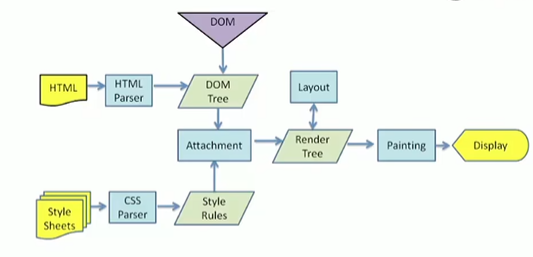 DOM
HTML
HTML
Parser
DOM
Tree
Layout
Attachment
Render
Tree
Painting
Display
Style
Sheets
CSS
Parser
Style
Rules